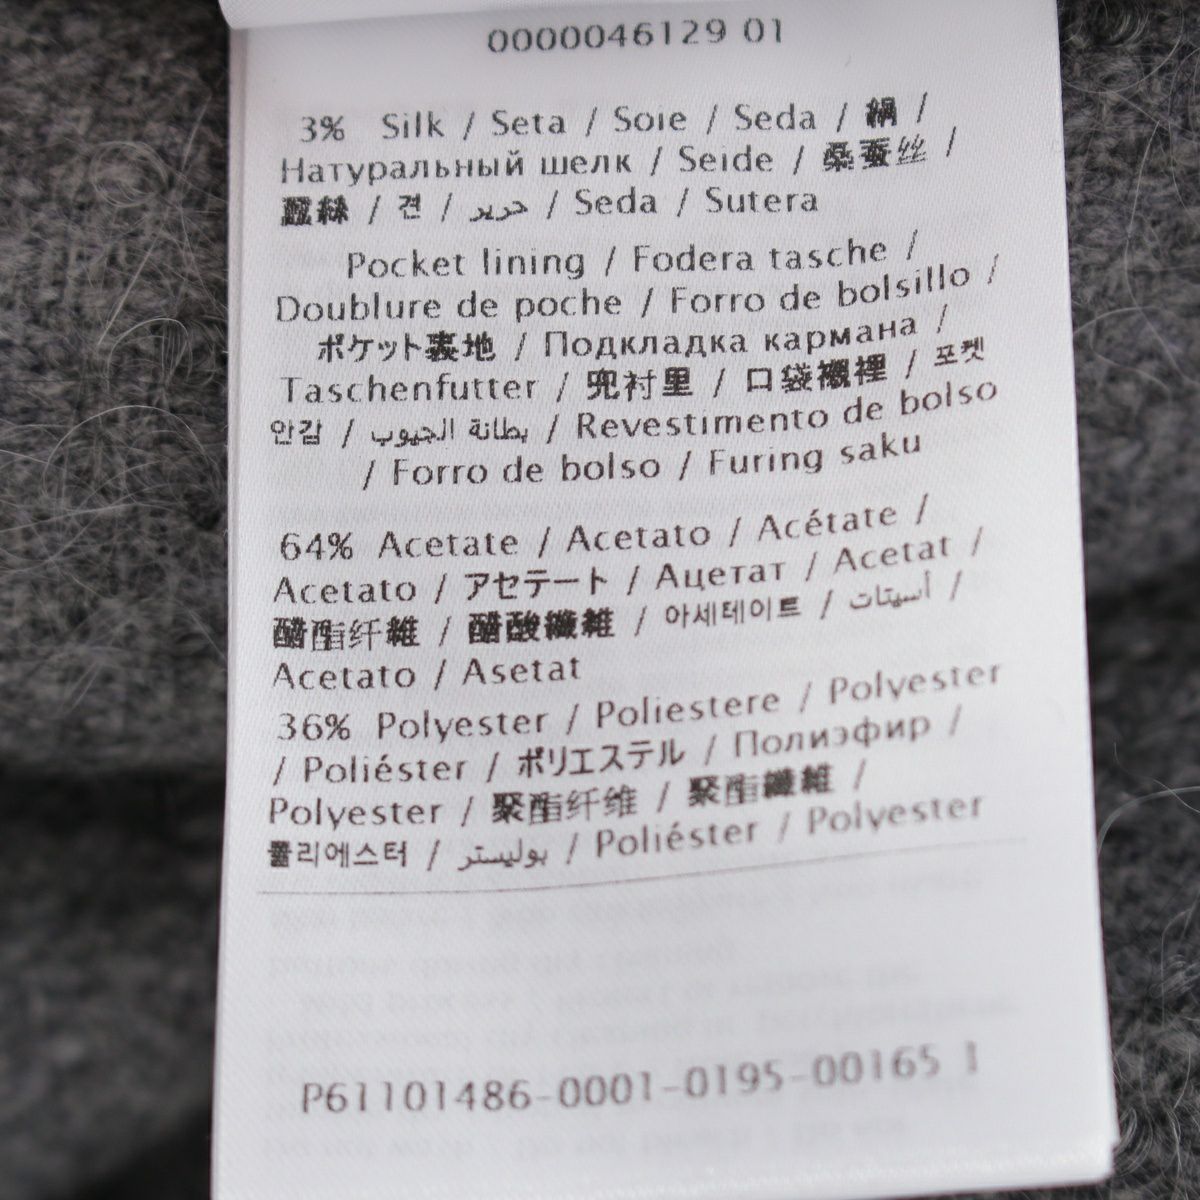 0000046129 01
3% Silk / Seta / Soie / Seda / 絹 /
Натуральный шелк / Seide / 桑蚕丝 /
蠶絲 / 견 / حرير / Seda / Sutera
Pocket lining / Fodera tasche /
Doublure de poche / Forro de bolsillo /
ポケット裏地 / Подкладка кармана /
Taschenfutter / 兜衬里 / 口袋襯裡 / 포켓
안감 / بطانة الجيوب / Revestimento de bolso
/ Forro de bolso / Furing saku
64% Acetate / Acetato / Acétate /
Acetato / アセテート / Ацетат / Acetat /
醋酯纤維 / 醋酸纖維 / 아세테이트 / أسيتات /
Acetato / Asetat
36% Polyester / Poliestere / Polyester
/ Poliéster / ポリエステル / Полиэфир /
Polyester / 聚酯纤维 / 聚酯纖維 /
폴리에스터 / بوليستر / Poliéster / Polyester
P61101486-0001-0195-00165 1